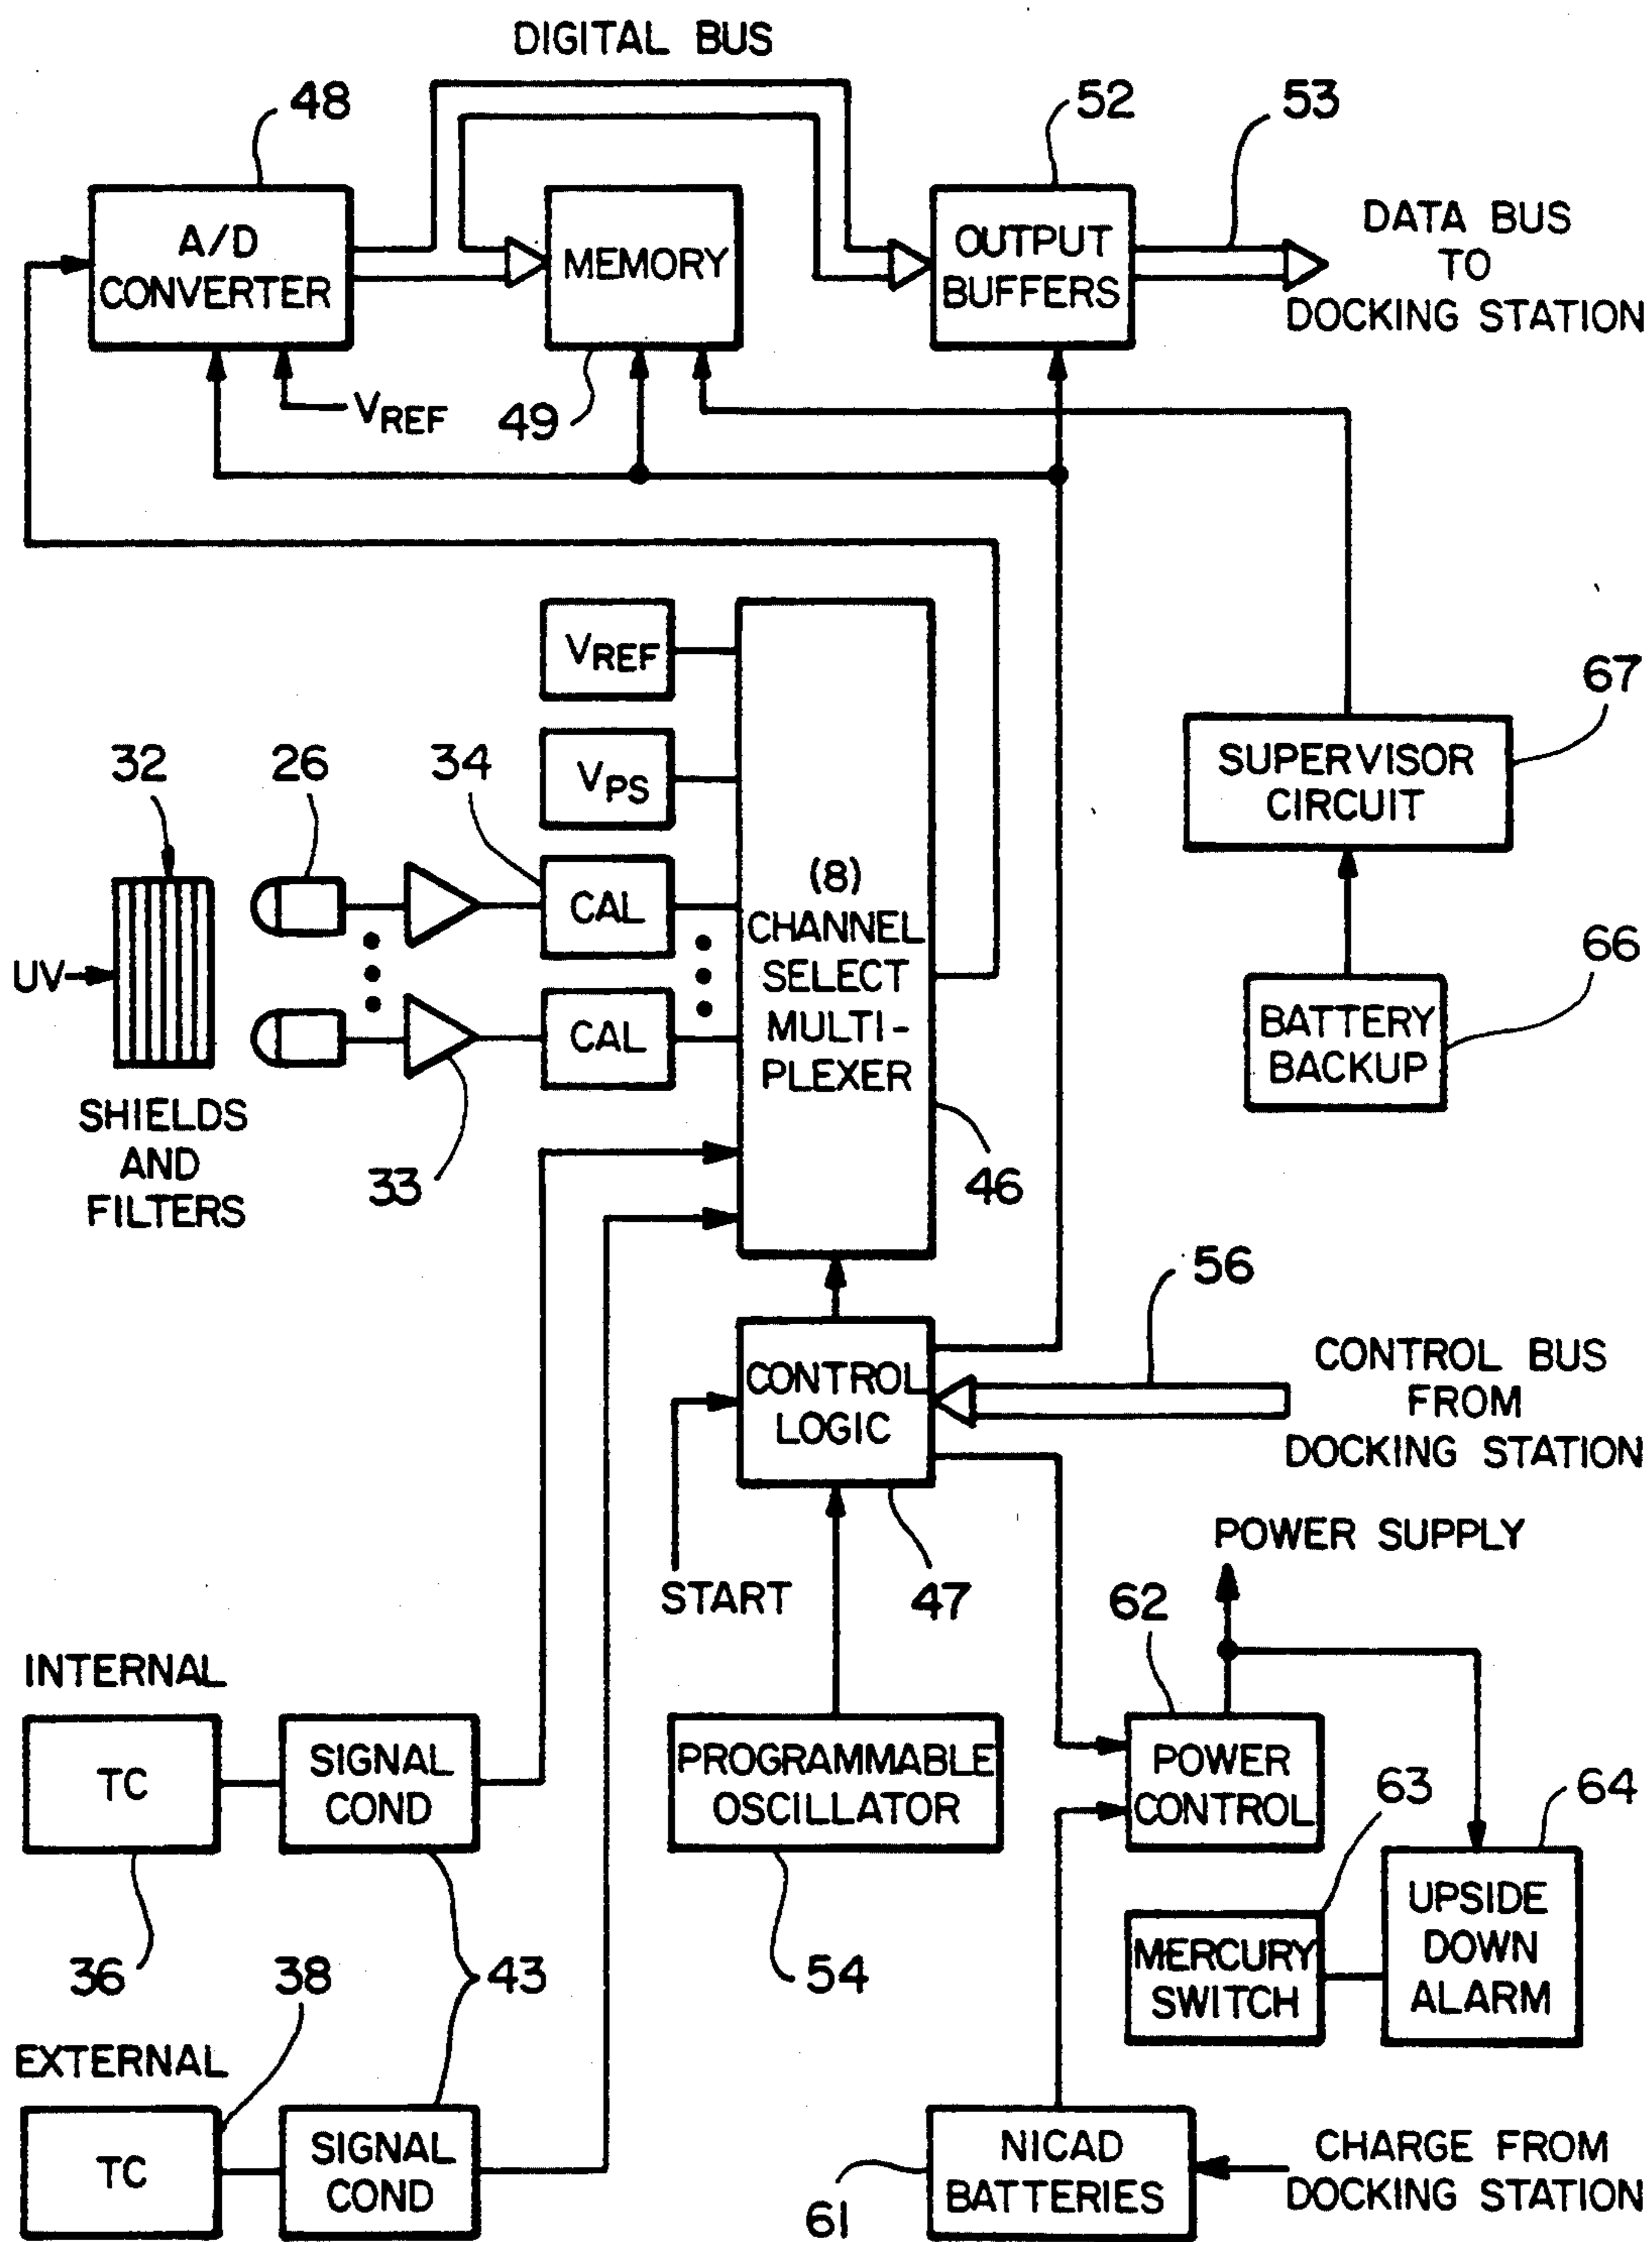 DIGITAL BUS
48
52
53
A/D
CONVERTER
MEMORY
OUTPUT
BUFFERS
DATA BUS
TO
DOCKING STATION
VREF
49
VREF
67
SUPERVISOR
CIRCUIT
32
26
34
VPS
CAL
(8)
CHANNEL
SELECT
MULTI-
PLEXER
UV
CAL
66
BATTERY
BACKUP
SHIELDS
AND
FILTERS
33
46
56
CONTROL
LOGIC
CONTROL BUS
FROM
DOCKING STATION
START
47
POWER SUPPLY
62
INTERNAL
TC
SIGNAL
COND
PROGRAMMABLE
OSCILLATOR
POWER
CONTROL
63
64
36
38
43
54
MERCURY
SWITCH
UPSIDE
DOWN
ALARM
EXTERNAL
TC
SIGNAL
COND
61
NICAD
BATTERIES
CHARGE FROM
DOCKING STATION